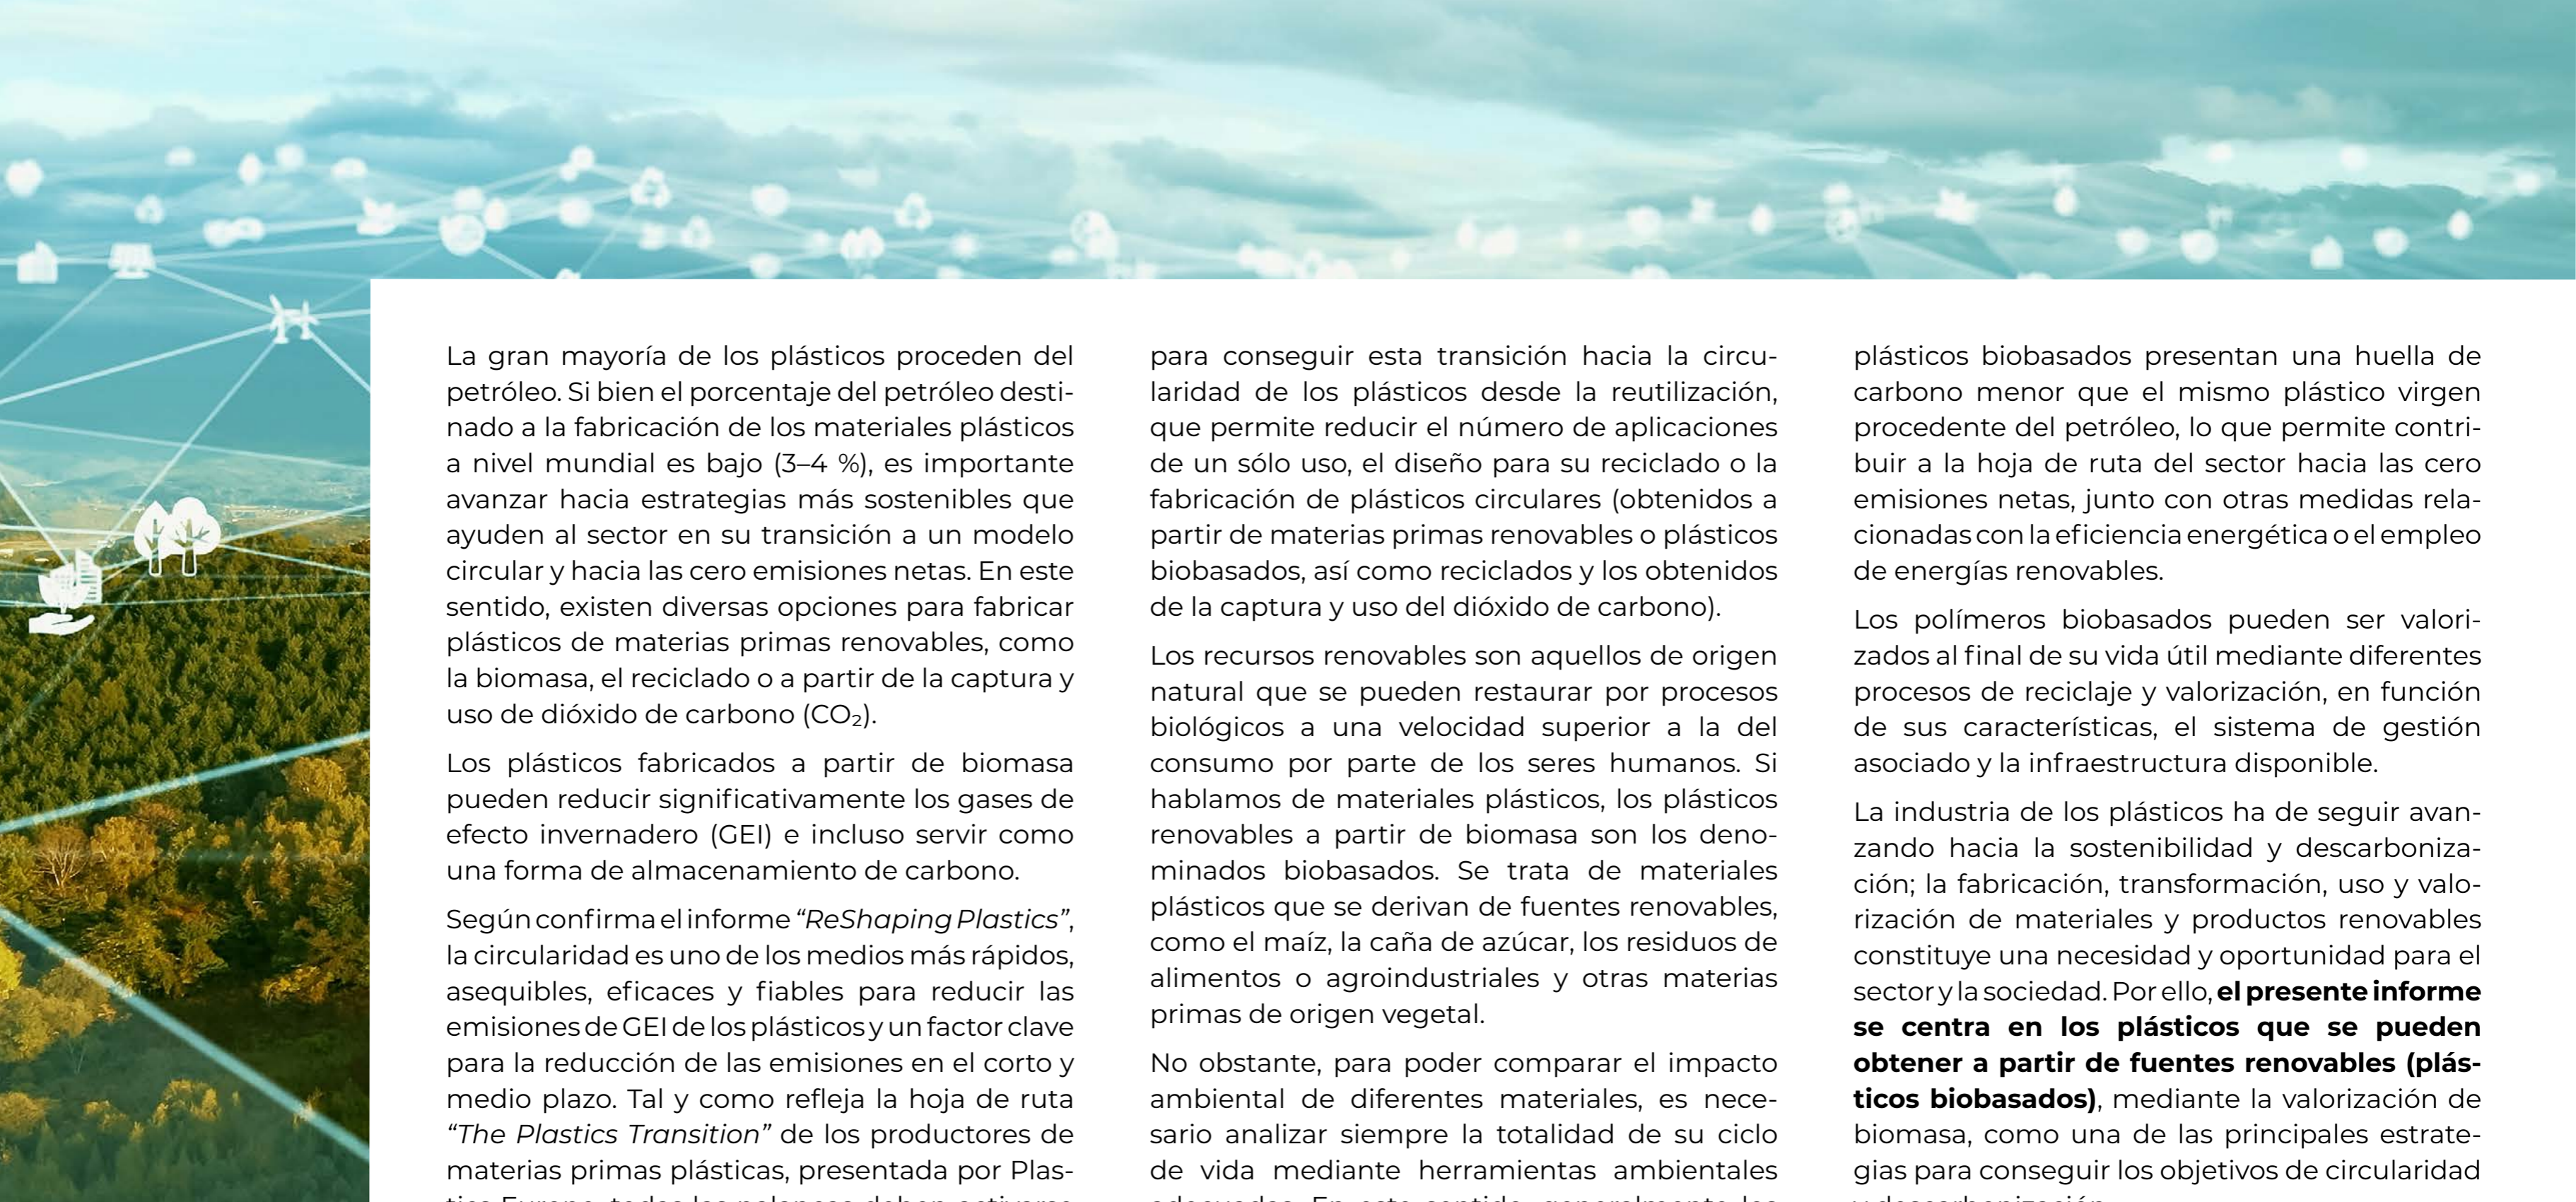 La gran mayoría de los plásticos proceden del
petróleo. Si bien el porcentaje del petróleo desti-
nado a la fabricación de los materiales plásticos
a nivel mundial es bajo (3–4 %), es importante
avanzar hacia estrategias más sostenibles que
ayuden al sector en su transición a un modelo
circular y hacia las cero emisiones netas. En este
sentido, existen diversas opciones para fabricar
plásticos de materias primas renovables, como
la biomasa, el reciclado o a partir de la captura y
uso de dióxido de carbono (CO₂).
Los plásticos fabricados a partir de biomasa
pueden reducir significativamente los gases de
efecto invernadero (GEI) e incluso servir como
una forma de almacenamiento de carbono.
Según confirma el informe “ReShaping Plastics”,
la circularidad es uno de los medios más rápidos,
asequibles, eficaces y fiables para reducir las
emisiones de GEI de los plásticos y un factor clave
para la reducción de las emisiones en el corto y
medio plazo. Tal y como refleja la hoja de ruta
“The Plastics Transition” de los productores de
materias primas plásticas, presentada por Plas-
para conseguir esta transición hacia la circu-
laridad de los plásticos desde la reutilización,
que permite reducir el número de aplicaciones
de un sólo uso, el diseño para su reciclado o la
fabricación de plásticos circulares (obtenidos a
partir de materias primas renovables o plásticos
biobasados, así como reciclados y los obtenidos
de la captura y uso del dióxido de carbono).
Los recursos renovables son aquellos de origen
natural que se pueden restaurar por procesos
biológicos a una velocidad superior a la del
consumo por parte de los seres humanos. Si
hablamos de materiales plásticos, los plásticos
renovables a partir de biomasa son los deno-
minados biobasados. Se trata de materiales
plásticos que se derivan de fuentes renovables,
como el maíz, la caña de azúcar, los residuos de
alimentos o agroindustriales y otras materias
primas de origen vegetal.
No obstante, para poder comparar el impacto
ambiental de diferentes materiales, es nece-
sario analizar siempre la totalidad de su ciclo
de vida mediante herramientas ambientales
plásticos biobasados presentan una huella de
carbono menor que el mismo plástico virgen
procedente del petróleo, lo que permite contri-
buir a la hoja de ruta del sector hacia las cero
emisiones netas, junto con otras medidas rela-
cionadas con la eficiencia energética o el empleo
de energías renovables.
Los polímeros biobasados pueden ser valori-
zados al final de su vida útil mediante diferentes
procesos de reciclaje y valorización, en función
de sus características, el sistema de gestión
asociado y la infraestructura disponible.
La industria de los plásticos ha de seguir avan-
zando hacia la sostenibilidad y descarboniza-
ción; la fabricación, transformación, uso y valo-
rización de materiales y productos renovables
constituye una necesidad y oportunidad para el
sector y la sociedad. Por ello, el presente informe
se centra en los plásticos que se pueden
obtener a partir de fuentes renovables (plás-
ticos biobasados), mediante la valorización de
biomasa, como una de las principales estrate-
gias para conseguir los objetivos de circularidad